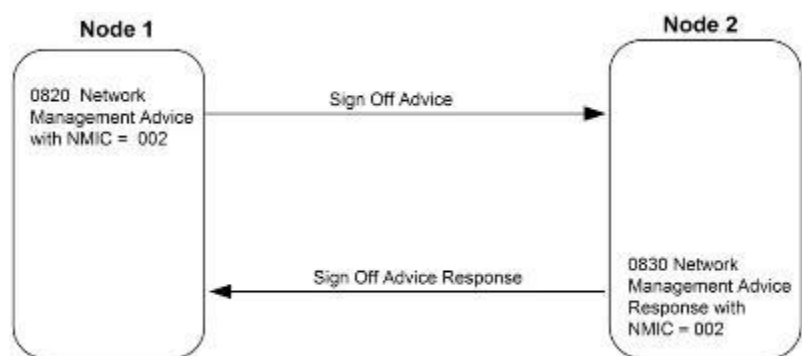 Node 1
Node 2
0820 Network
Management Advice
with NMIC = 002
Sign Off Advice
Sign Off Advice Response
0830 Network
Management Advice
Response with
NMIC = 002